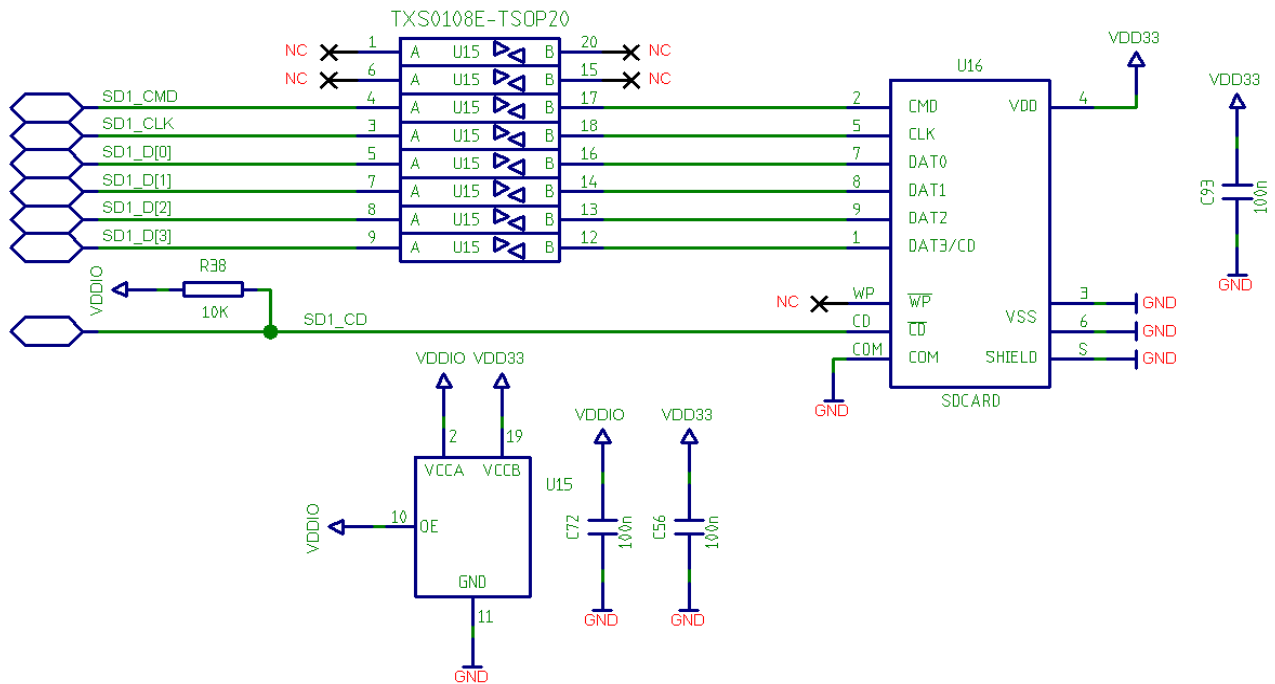 TXS0108E-TSOP20
NC 1 A U15 B 20 NC
NC 6 A U15 B 15 NC
SD1_CMD 4 A U15 B 17 2 CMD VDD 4 VDD33
SD1_CLK 3 A U15 B 18 5 CLK
SD1_D[0] 5 A U15 B 16 7 DAT0
SD1_D[1] 7 A U15 B 14 8 DAT1
SD1_D[2] 8 A U15 B 13 9 DAT2
SD1_D[3] 9 A U15 B 12 1 DAT3/CD
U16
VDD33
C93
100n
GND
R38
VDDIO
10K
SD1_CD
NC WP WP 3 GND
VSS
CD CD 6 GND
COM COM SHIELD S GND
GND
SDCARD
VDDIO VDD33
2 19
VCCA VCCB
U15
VDDIO 10 OE
GND
11
GND
VDDIO VDD33
C72 100n C56 100n
GND GND